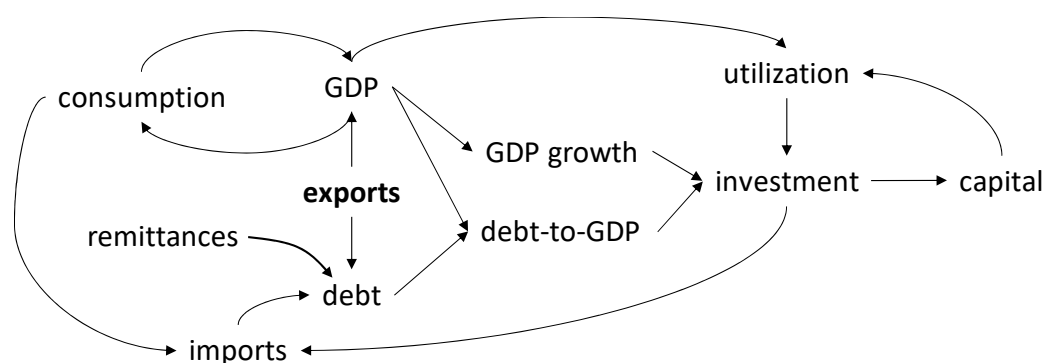 consumption
GDP
utilization
GDP growth
investment
capital
exports
remittances
debt-to-GDP
debt
imports